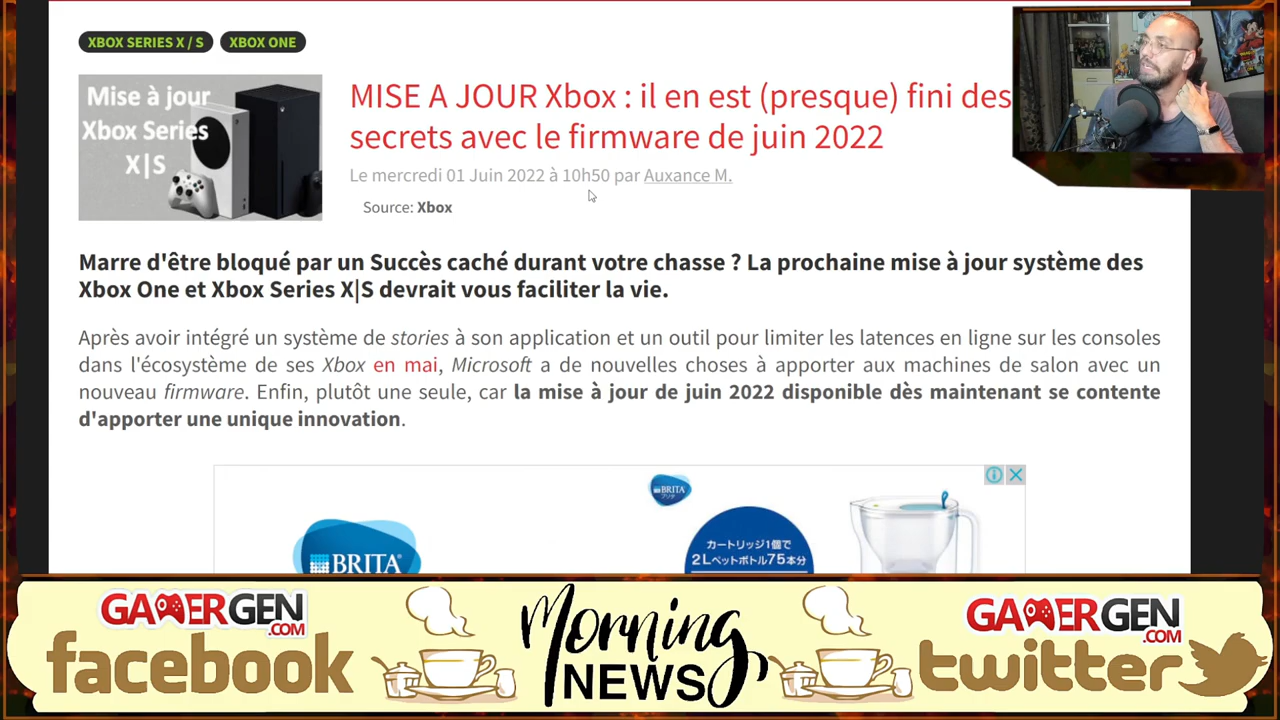 XBOX SERIES X / S
XBOX ONE
Mise à jour
Xbox Series
X|S
MISE A JOUR Xbox : il en est (presque) fini des
secrets avec le firmware de juin 2022
Le mercredi 01 Juin 2022 à 10h50 par Auxance M.
Source: Xbox
Marre d'être bloqué par un Succès caché durant votre chasse ? La prochaine mise à jour système des
Xbox One et Xbox Series X|S devrait vous faciliter la vie.
Après avoir intégré un système de stories à son application et un outil pour limiter les latences en ligne sur les consoles
dans l'écosystème de ses Xbox en mai, Microsoft a de nouvelles choses à apporter aux machines de salon avec un
nouveau firmware. Enfin, plutôt une seule, car la mise à jour de juin 2022 disponible dès maintenant se contente
d'apporter une unique innovation.
BRITA
ブリタ
BRITA®
カートリッジ1個で
2Lペットボトル75本分
GAMERGEN
.COM
facebook
Morning
NEWS
GAMERGEN
.COM
twitter